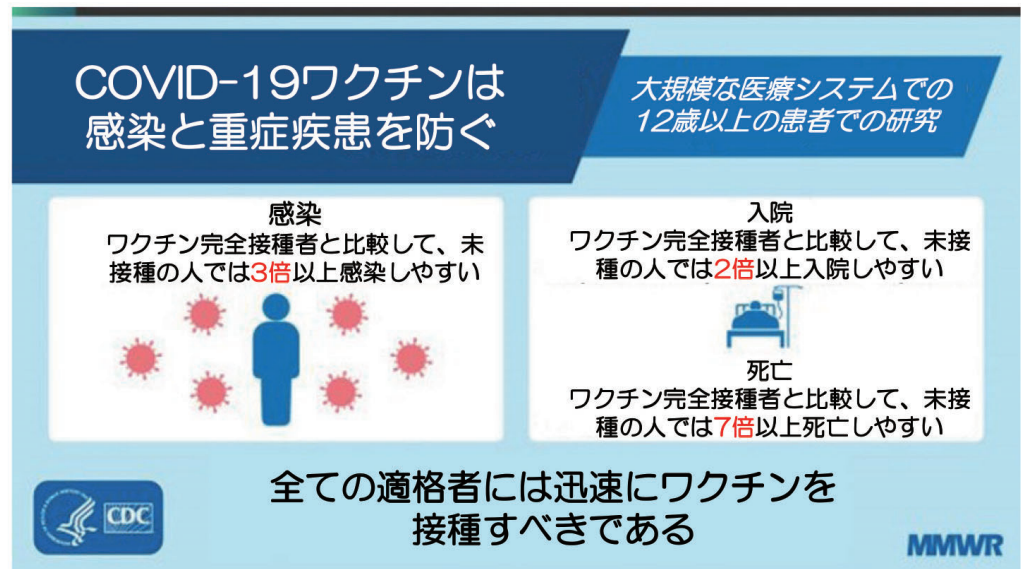 COVID-19ワクチンは
感染と重症疾患を防ぐ
大規模な医療システムでの
12歳以上の患者での研究
感染
ワクチン完全接種者と比較して、未
接種の人では3倍以上感染しやすい
入院
ワクチン完全接種者と比較して、未接
種の人では2倍以上入院しやすい
死亡
ワクチン完全接種者と比較して、未接
種の人では7倍以上死亡しやすい
全ての適格者には迅速にワクチンを
接種すべきである
CDC
MMWR